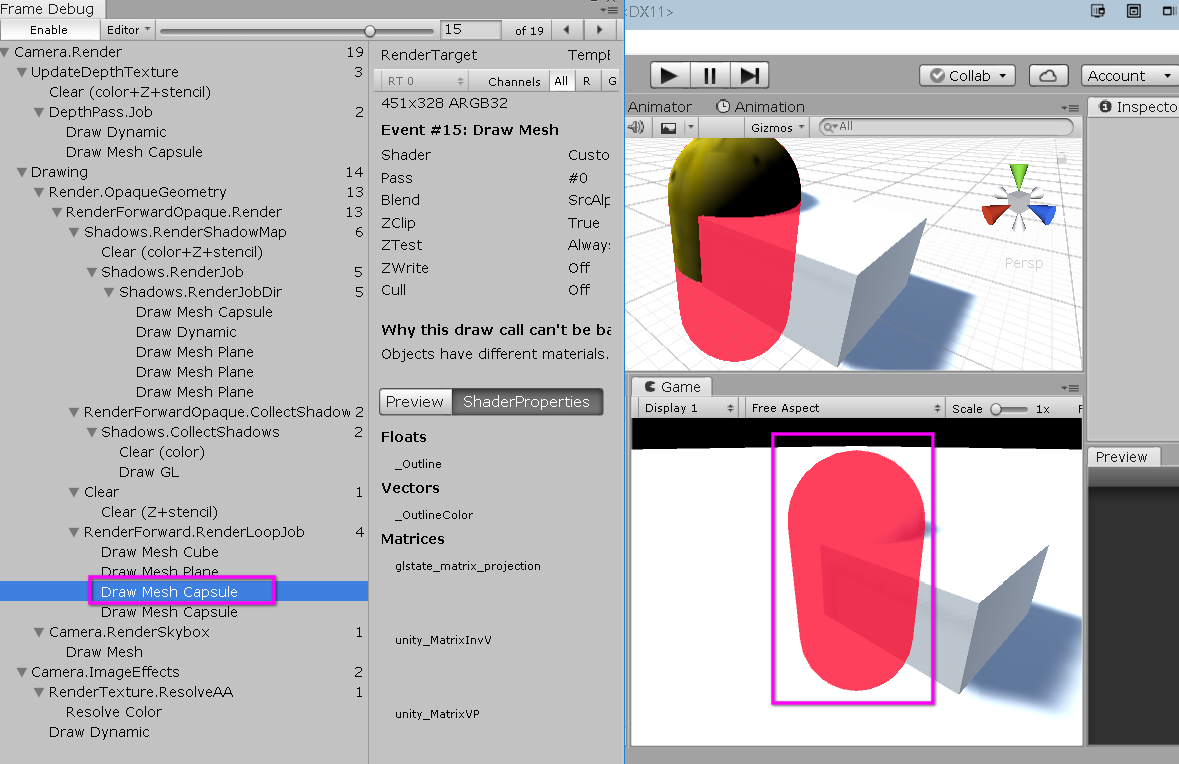 Frame Debug
Enable
Editor
15
of 19
Camera.Render 19
UpdateDepthTexture 3
Clear (color+Z+stencil)
DepthPass.Job 2
Draw Dynamic
Draw Mesh Capsule
Drawing 14
Render.OpaqueGeometry 13
RenderForwardOpaque.Render 13
Shadows.RenderShadowMap 6
Clear (color+Z+stencil)
Shadows.RenderJob 5
Shadows.RenderJobDir 5
Draw Mesh Capsule
Draw Dynamic
Draw Mesh Plane
Draw Mesh Plane
Draw Mesh Plane
RenderForwardOpaque.CollectShadow 2
Shadows.CollectShadows 2
Clear (color)
Draw GL
Clear 1
Clear (Z+stencil)
RenderForward.RenderLoopJob 4
Draw Mesh Cube
Draw Mesh Plane
Draw Mesh Capsule
Draw Mesh Capsule
Camera.RenderSkybox 1
Draw Mesh
Camera.ImageEffects 2
RenderTexture.ResolveAA 1
Resolve Color
Draw Dynamic
RenderTarget Temp
RT 0
Channels
All
R
G
451x328 ARGB32
Event #15: Draw Mesh
Shader Custo
Pass #0
Blend SrcAlp
ZClip True
ZTest Always
ZWrite Off
Cull Off
Why this draw call can't be ba
Objects have different materials.
Preview
ShaderProperties
Floats
_Outline
Vectors
_OutlineColor
Matrices
glstate_matrix_projection
unity_MatrixInvV
unity_MatrixVP
<DX11>
Collab
Account
Animator
Animation
Inspecto
Gizmos
All
Persp
Game
Display 1
Free Aspect
Scale
1x
Preview